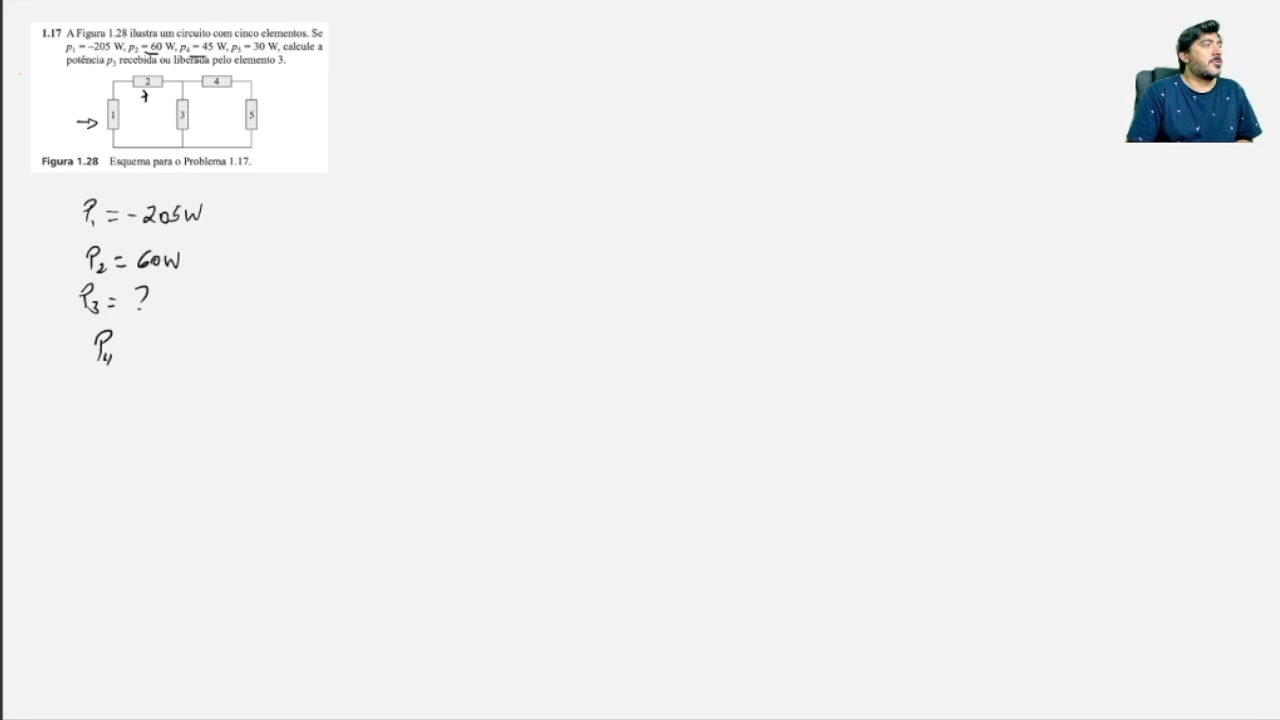 1.17 A Figura 1.28 ilustra um circuito com cinco elementos. Se
p₁ = –205 W, p₂ = 60 W, p₄ = 45 W, p₅ = 30 W, calcule a
potência p₃ recebida ou liberada pelo elemento 3.
2 4
1 3 5
Figura 1.28 Esquema para o Problema 1.17.
P₁ = - 205W
P₂ = 60W
P₃ = ?
P₄